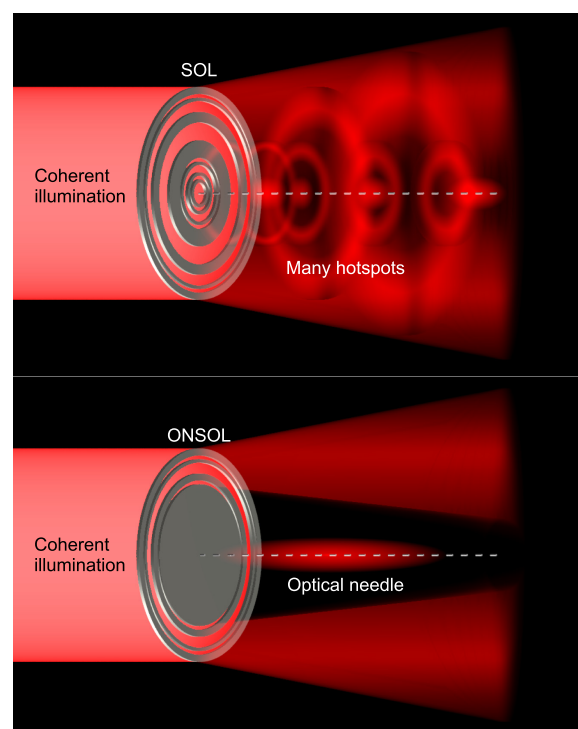 SOL
Coherent
illumination
Many hotspots
ONSOL
Coherent
illumination
Optical needle